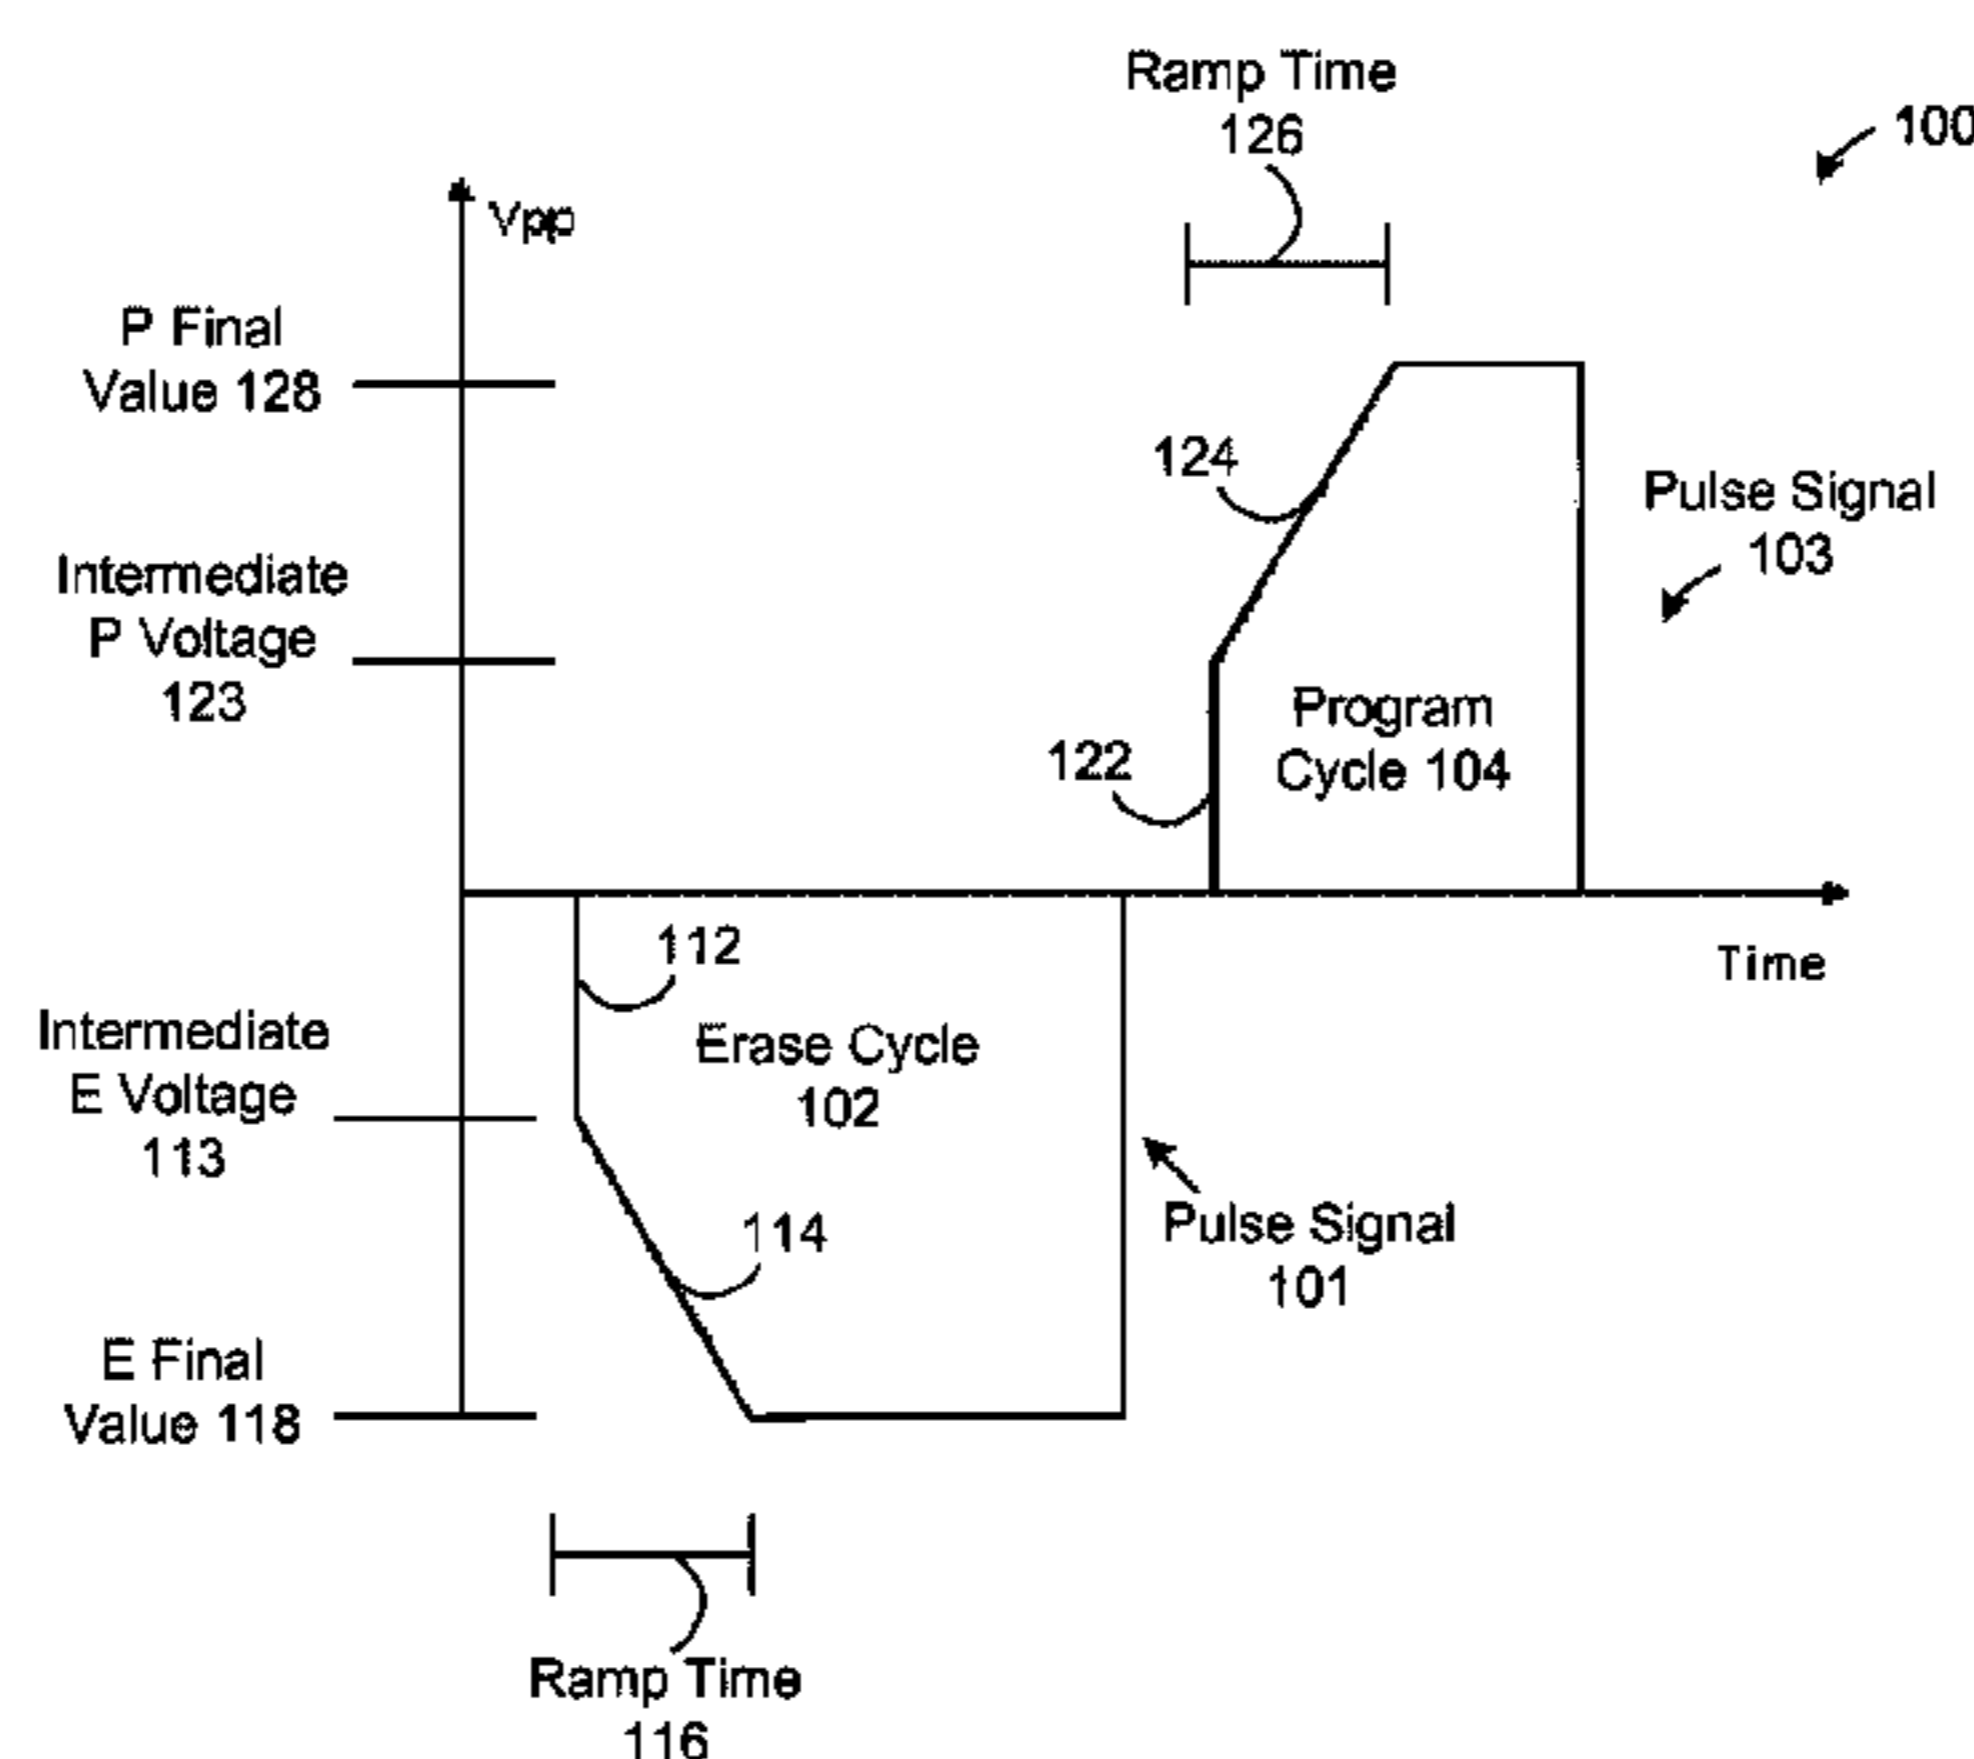 Ramp Time
126
100
Vpp
P Final
Value 128
124
Pulse Signal
103
Intermediate
P Voltage
123
Program
Cycle 104
122
Time
112
Intermediate
E Voltage
113
Erase Cycle
102
114
Pulse Signal
101
E Final
Value 118
Ramp Time
116